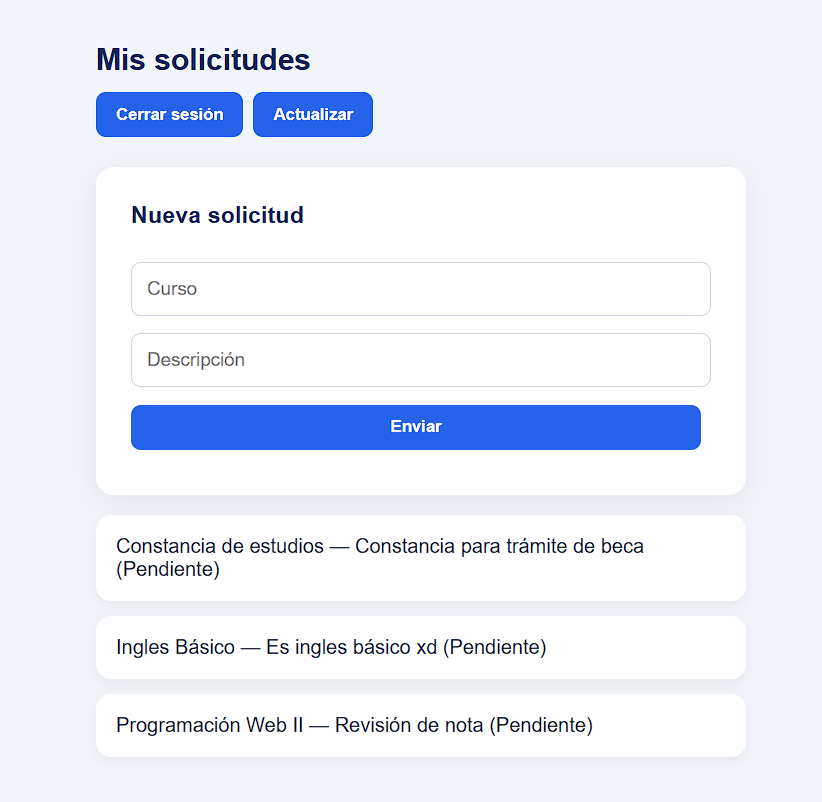 Mis solicitudes
Cerrar sesión Actualizar
Nueva solicitud
Curso
Descripción
Enviar
Constancia de estudios — Constancia para trámite de beca
(Pendiente)
Ingles Básico — Es ingles básico xd (Pendiente)
Programación Web II — Revisión de nota (Pendiente)